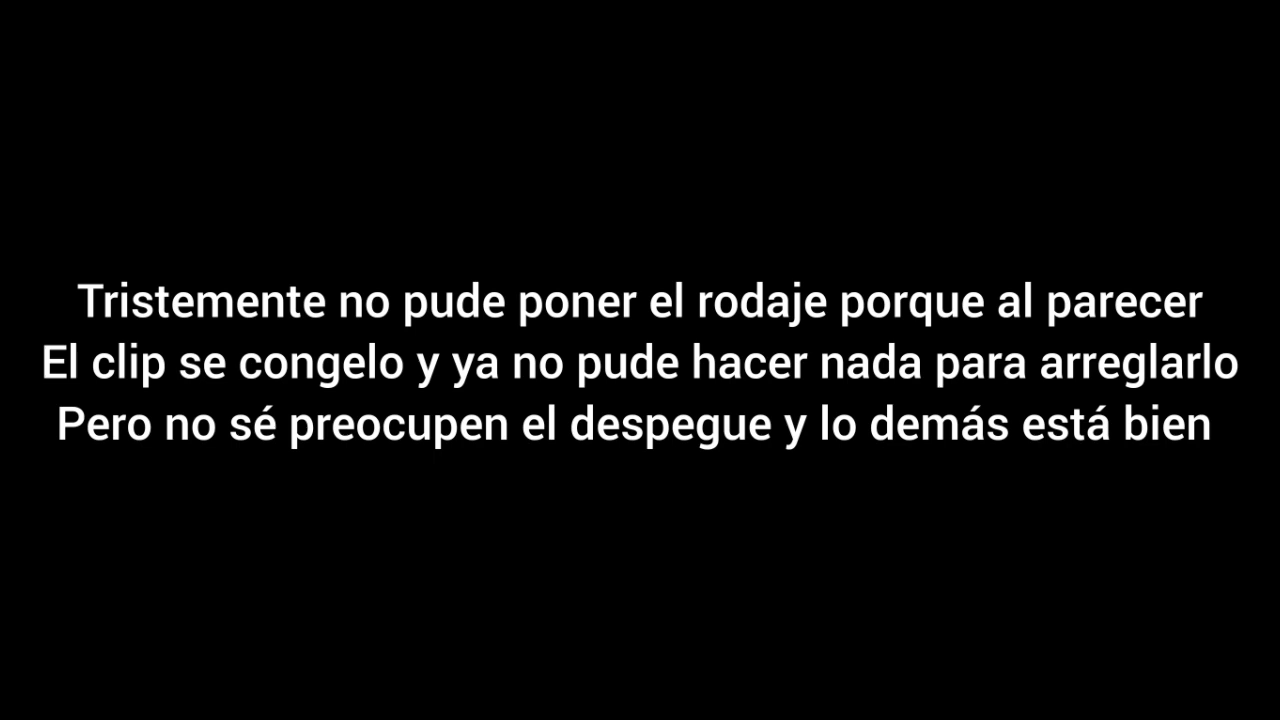 Tristemente no pude poner el rodaje porque al parecer
El clip se congelo y ya no pude hacer nada para arreglarlo
Pero no sé preocupen el despegue y lo demás está bien